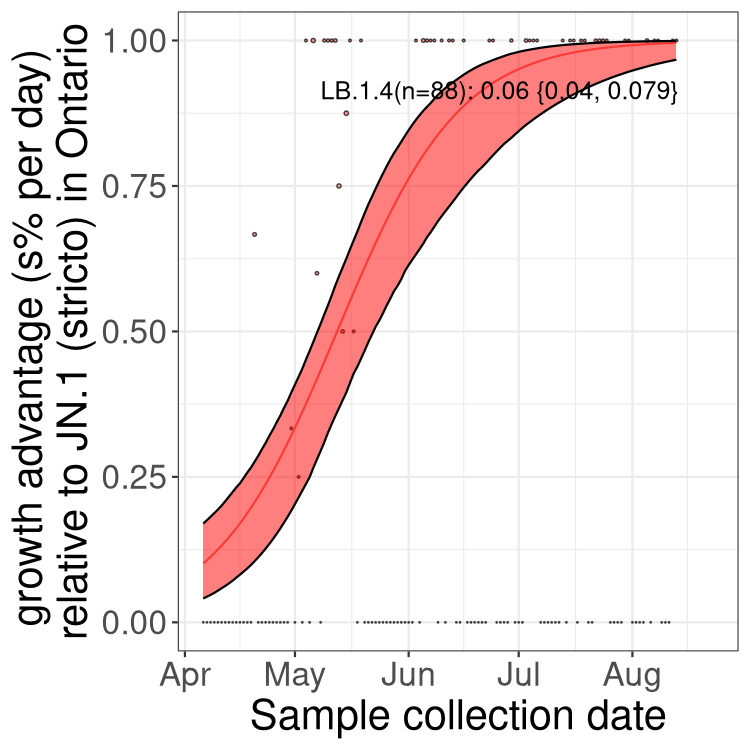 growth advantage (s% per day)
relative to JN.1 (stricto) in Ontario
1.00
0.75
0.50
0.25
0.00
LB.1.4(n=88): 0.06 {0.04, 0.079}
Apr May Jun Jul Aug
Sample collection date